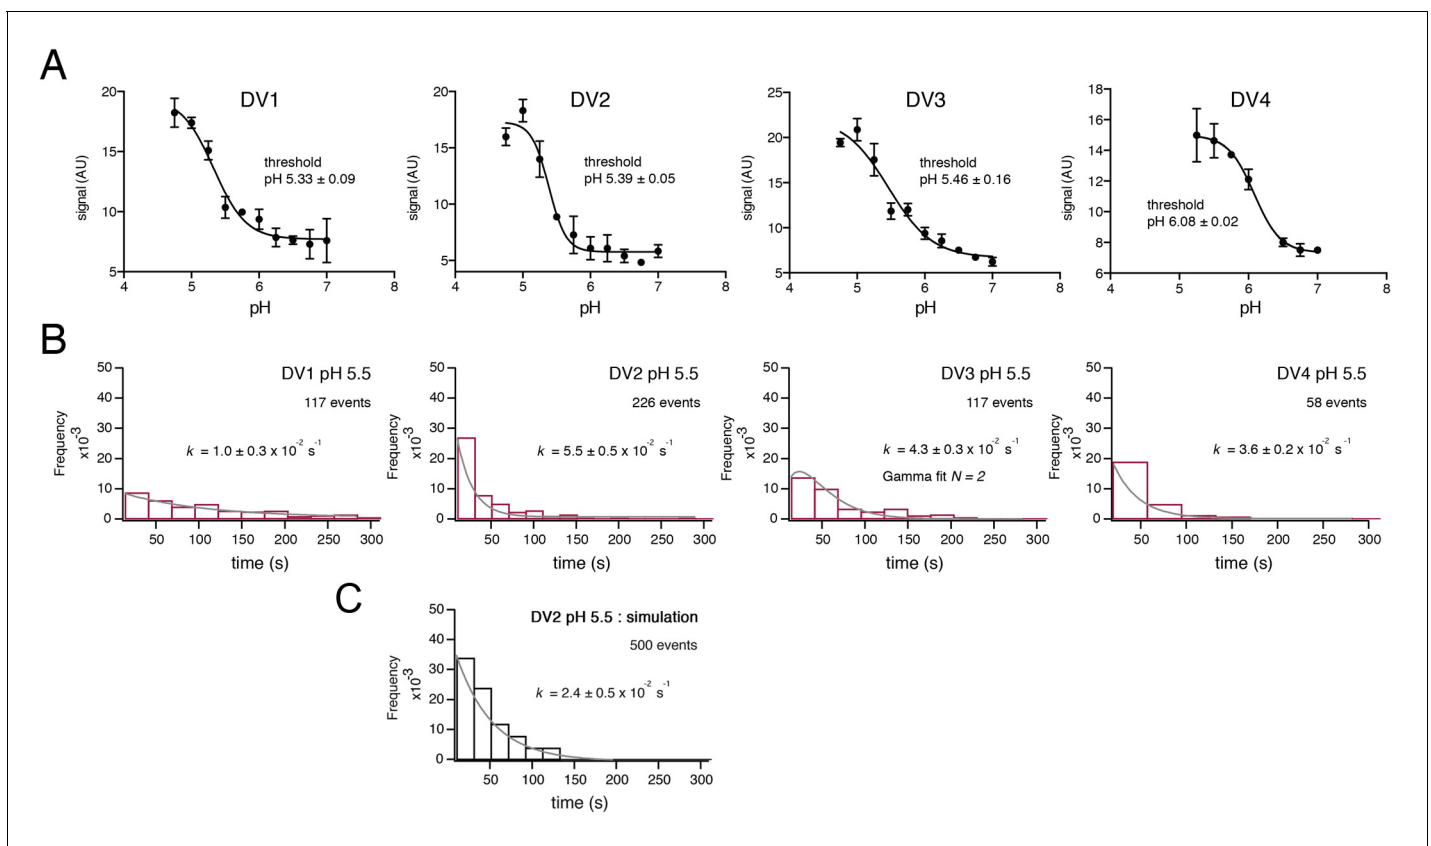 A
DV1
20
15
10
5
signal (AU)
threshold
pH 5.33 ± 0.09
4 5 6 7 8
pH
DV2
20
15
10
5
signal (AU)
threshold
pH 5.39 ± 0.05
4 5 6 7 8
pH
DV3
25
20
15
10
5
signal (AU)
threshold
pH 5.46 ± 0.16
4 5 6 7 8
pH
DV4
18
16
14
12
10
8
6
signal (AU)
threshold
pH 6.08 ± 0.02
4 5 6 7 8
pH
B
DV1 pH 5.5
117 events
k = 1.0 ± 0.3 x 10⁻² s⁻¹
50
40
30
20
10
0
Frequency
x10⁻³
50 100 150 200 250 300
time (s)
DV2 pH 5.5
226 events
k = 5.5 ± 0.5 x 10⁻² s⁻¹
50
40
30
20
10
0
Frequency
x10⁻³
50 100 150 200 250 300
time (s)
DV3 pH 5.5
117 events
k = 4.3 ± 0.3 x 10⁻² s⁻¹
Gamma fit N = 2
50
40
30
20
10
0
Frequency
x10⁻³
50 100 150 200 250 300
time (s)
DV4 pH 5.5
58 events
k = 3.6 ± 0.2 x 10⁻² s⁻¹
50
40
30
20
10
0
Frequency
x10⁻³
50 100 150 200 250 300
time (s)
C
DV2 pH 5.5 : simulation
500 events
k = 2.4 ± 0.5 x 10⁻² s⁻¹
50
40
30
20
10
0
Frequency
x10⁻³
50 100 150 200 250 300
time (s)